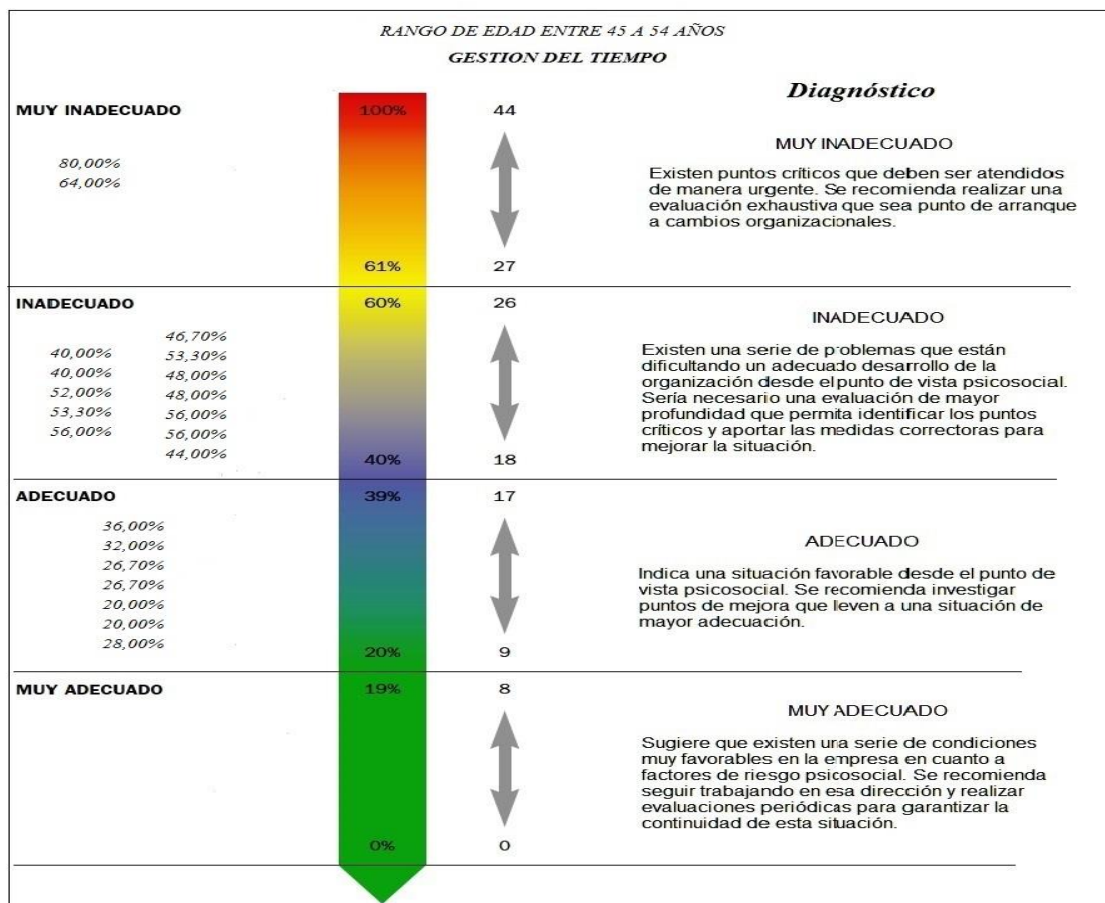 RANGO DE EDAD ENTRE 45 A 54 AÑOS
GESTION DEL TIEMPO
Diagnóstico
MUY INADECUADO
100%
44
80,00%
64,00%
61%
27
MUY INADECUADO
Existen puntos críticos que deben ser atendidos
de manera urgente. Se recomienda realizar una
evaluación exhaustiva que sea punto de arranque
a cambios organizacionales.
INADECUADO
60%
26
40,00%
40,00%
52,00%
53,30%
56,00%
46,70%
53,30%
48,00%
48,00%
56,00%
56,00%
44,00%
40%
18
INADECUADO
Existen una serie de problemas que están
dificultando un adecuado desarrollo de la
organización desde el punto de vista psicosocial.
Sería necesario una evaluación de mayor
profundidad que permita identificar los puntos
críticos y aportar las medidas correctoras para
mejorar la situación.
ADECUADO
39%
17
36,00%
32,00%
26,70%
26,70%
20,00%
20,00%
28,00%
20%
9
ADECUADO
Indica una situación favorable desde el punto de
vista psicosocial. Se recomienda investigar
puntos de mejora que lleven a una situación de
mayor adecuación.
MUY ADECUADO
19%
8
0%
0
MUY ADECUADO
Sugiere que existen una serie de condiciones
muy favorables en la empresa en cuanto a
factores de riesgo psicosocial. Se recomienda
seguir trabajando en esa dirección y realizar
evaluaciones periódicas para garantizar la
continuidad de esta situación.